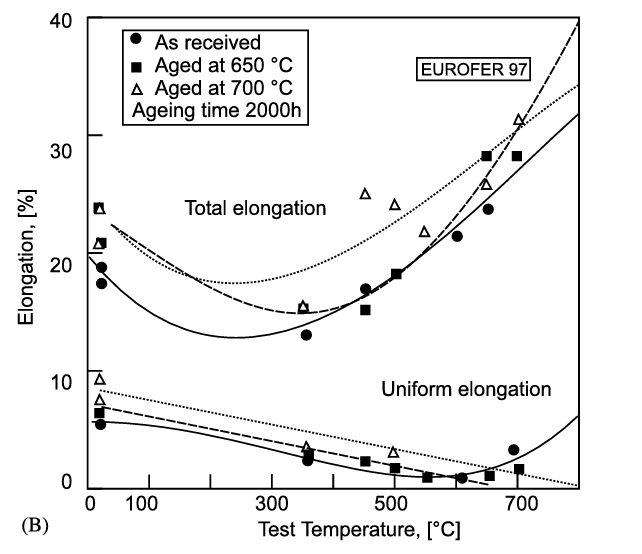 40
As received
Aged at 650 °C
Aged at 700 °C
Ageing time 2000h
EUROFER 97
30
Total elongation
20
Elongation, [%]
10
Uniform elongation
0
0 100 300 500 700
(B)
Test Temperature, [°C]